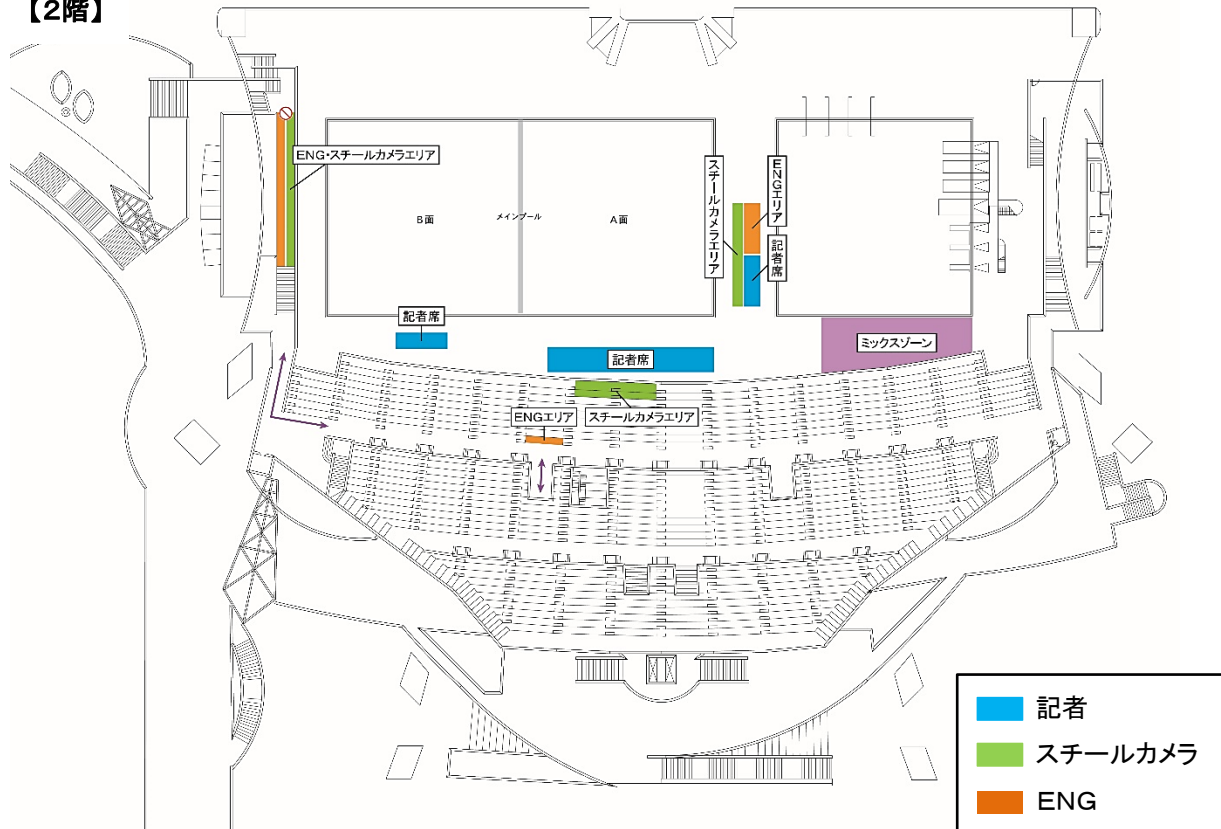 【2階】
ENG・スチールカメラエリア
スチールカメラエリア
ENGエリア
記者席
B面
メインプール
A面
記者席
記者席
ミックスゾーン
ENGエリア
スチールカメラエリア
記者
スチールカメラ
ENG